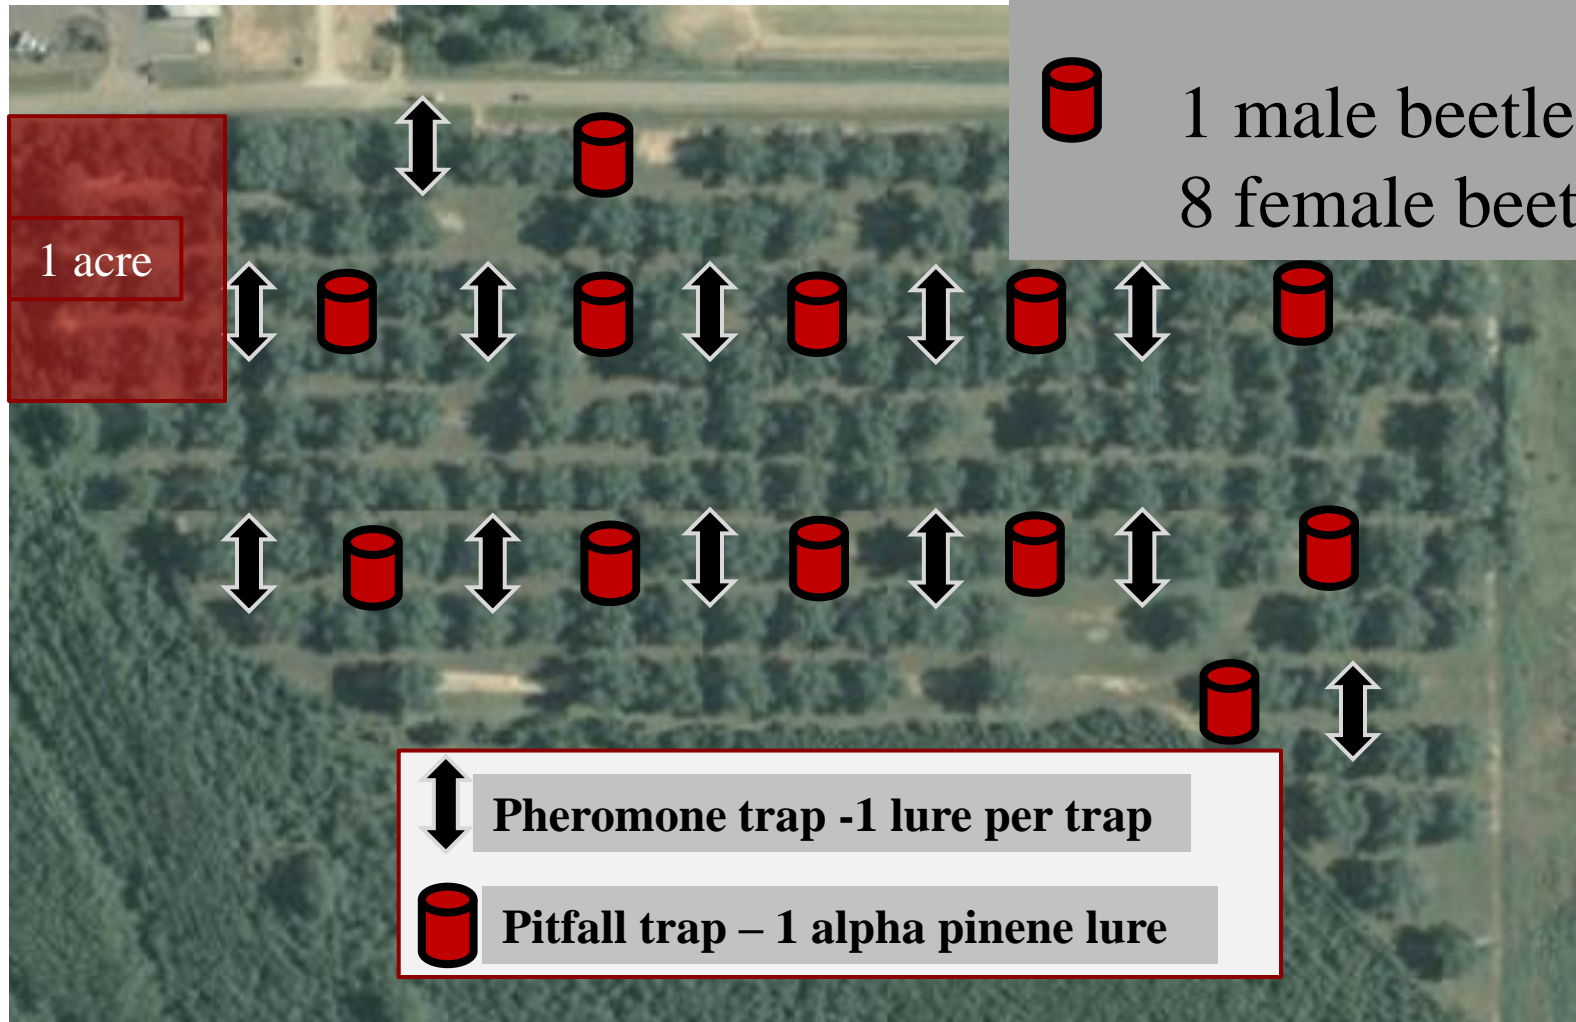 1 male beetle
8 female beet
1 acre
Pheromone trap -1 lure per trap
Pitfall trap – 1 alpha pinene lure